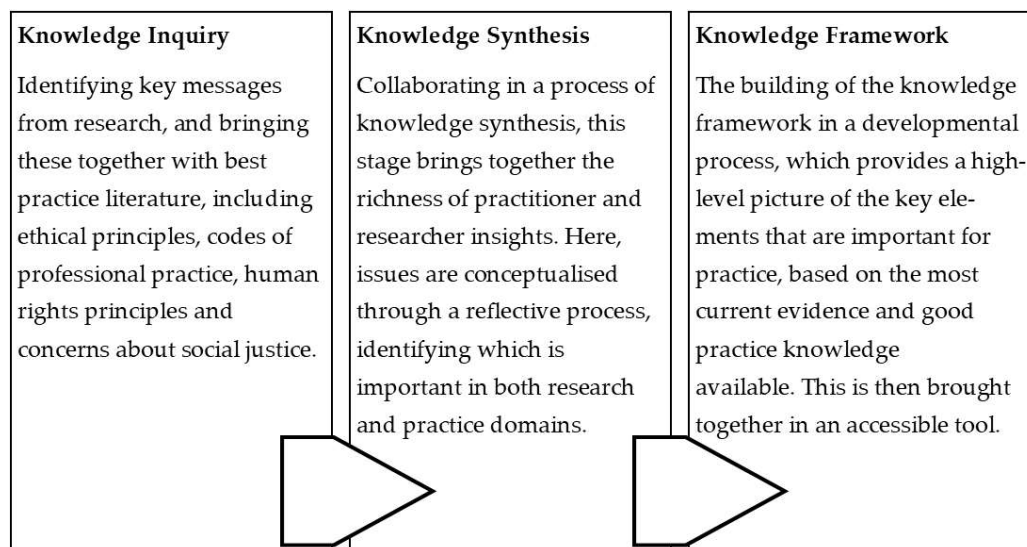 Knowledge Inquiry
Identifying key messages
from research, and bringing
these together with best
practice literature, including
ethical principles, codes of
professional practice, human
rights principles and
concerns about social justice.
Knowledge Synthesis
Collaborating in a process of
knowledge synthesis, this
stage brings together the
richness of practitioner and
researcher insights. Here,
issues are conceptualised
through a reflective process,
identifying which is
important in both research
and practice domains.
Knowledge Framework
The building of the knowledge
framework in a developmental
process, which provides a high-
level picture of the key ele-
ments that are important for
practice, based on the most
current evidence and good
practice knowledge
available. This is then brought
together in an accessible tool.